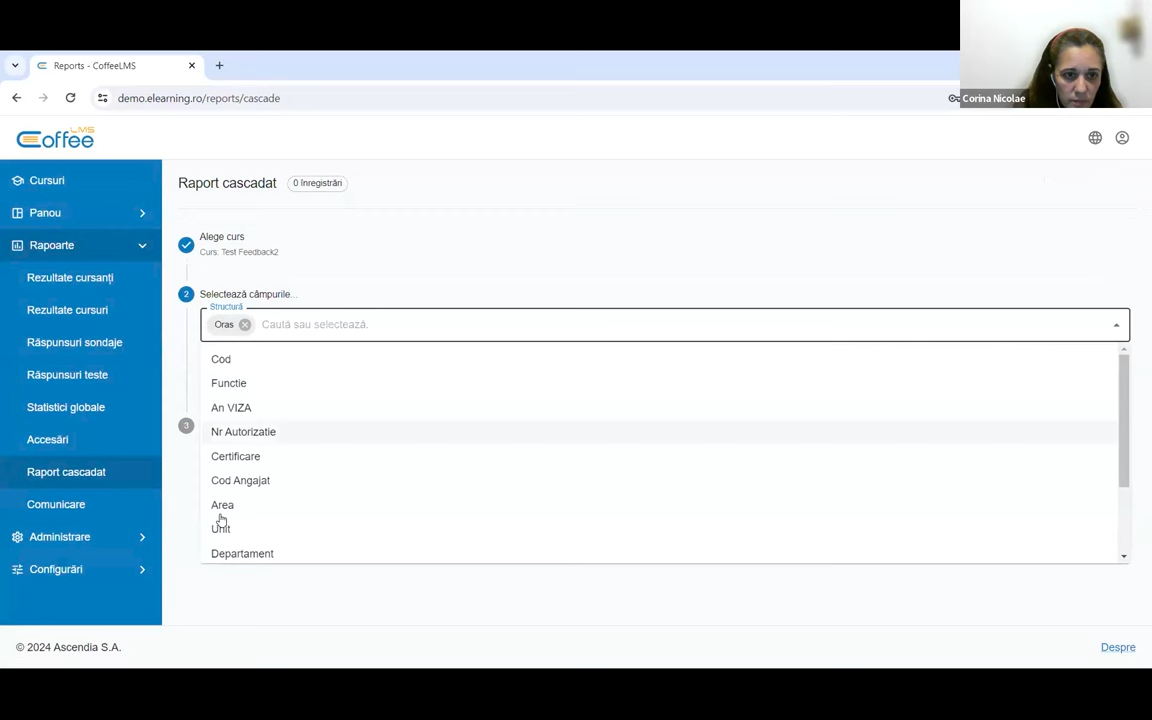 Reports - CoffeeLMS
demo.elearning.ro/reports/cascade
Corina Nicolae
Coffee LMS
Cursuri
Panou
Rapoarte
Rezultate cursanți
Rezultate cursuri
Răspunsuri sondaje
Răspunsuri teste
Statistici globale
Accesări
Raport cascadat
Comunicare
Administrare
Configurări
Raport cascadat
0 înregistrări
Alege curs
Curs: Test Feedback2
2
Selectează câmpurile...
Structură
Oras
Caută sau selectează.
Cod
Functie
An VIZA
3
Nr Autorizatie
Certificare
Cod Angajat
Area
Unit
Departament
© 2024 Ascendia S.A.
Despre